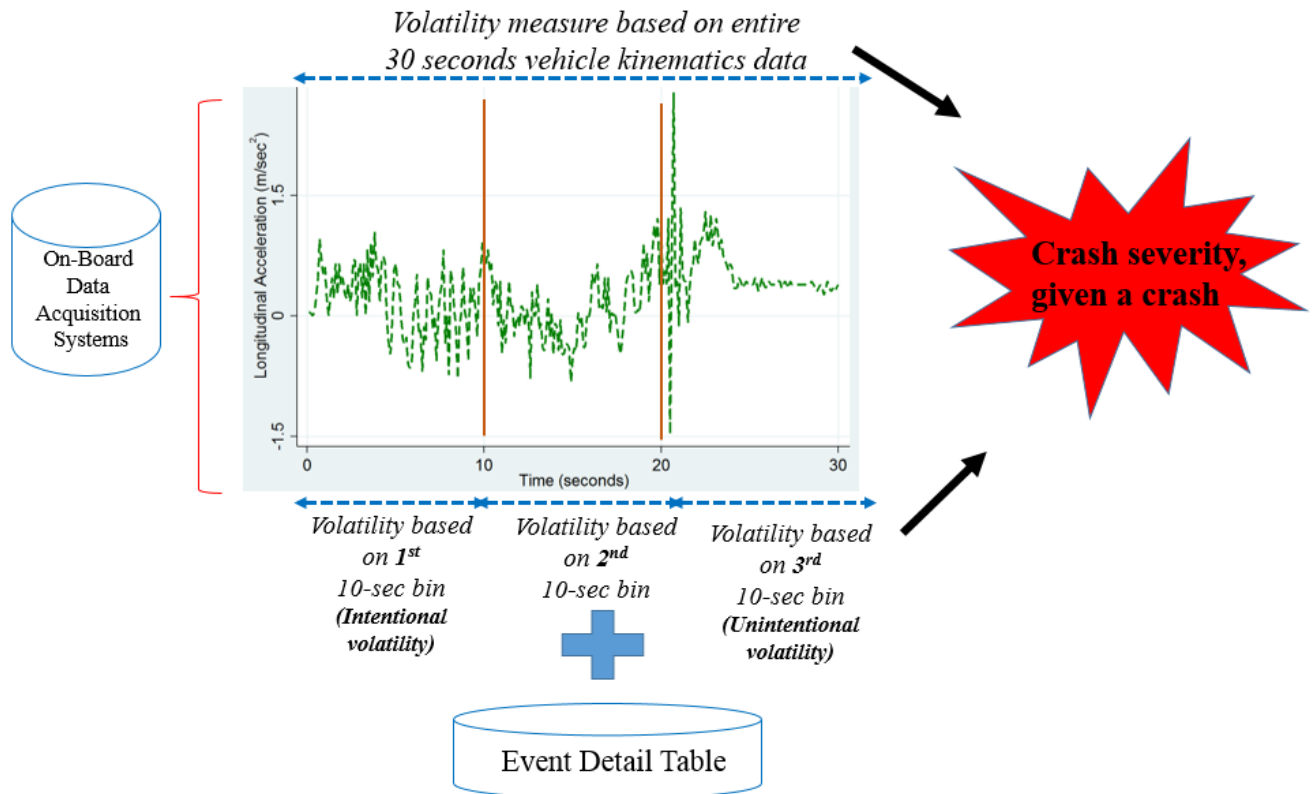 Volatility measure based on entire
30 seconds vehicle kinematics data
On-Board
Data
Acquisition
Systems
Longitudinal Acceleration (m/sec²)
1.5
0
-1.5
0 10 20 30
Time (seconds)
Crash severity,
given a crash
Volatility based
on 1st
10-sec bin
(Intentional
volatility)
Volatility based
on 2nd
10-sec bin
Volatility based
on 3rd
10-sec bin
(Unintentional
volatility)
Event Detail Table